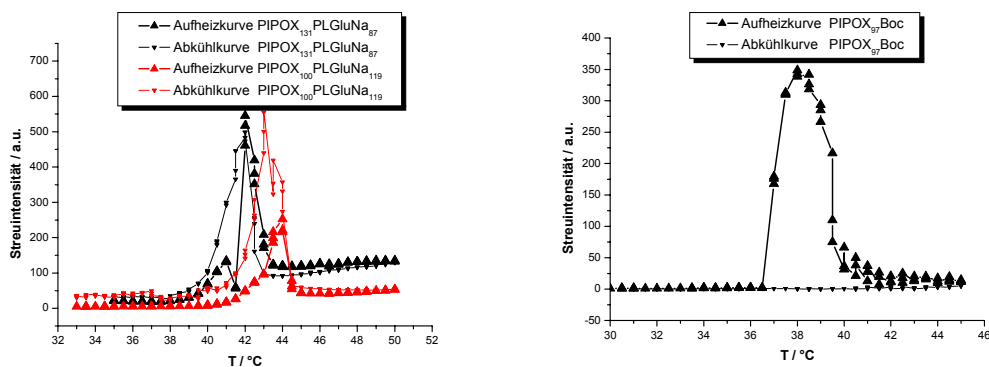 Aufheizkurve PIPOX₁₃₁PLGluNa₈₇
Abkühlkurve PIPOX₁₃₁PLGluNa₈₇
Aufheizkurve PIPOX₁₀₀PLGluNa₁₁₉
Abkühlkurve PIPOX₁₀₀PLGluNa₁₁₉
Streuintensität / a.u.
700
600
500
400
300
200
100
0
32 34 36 38 40 42 44 46 48 50 52
T / °C
Aufheizkurve PIPOX₉₇Boc
Abkühlkurve PIPOX₉₇Boc
Streuintensität / a.u.
400
350
300
250
200
150
100
50
0
-50
30 32 34 36 38 40 42 44 46
T / °C